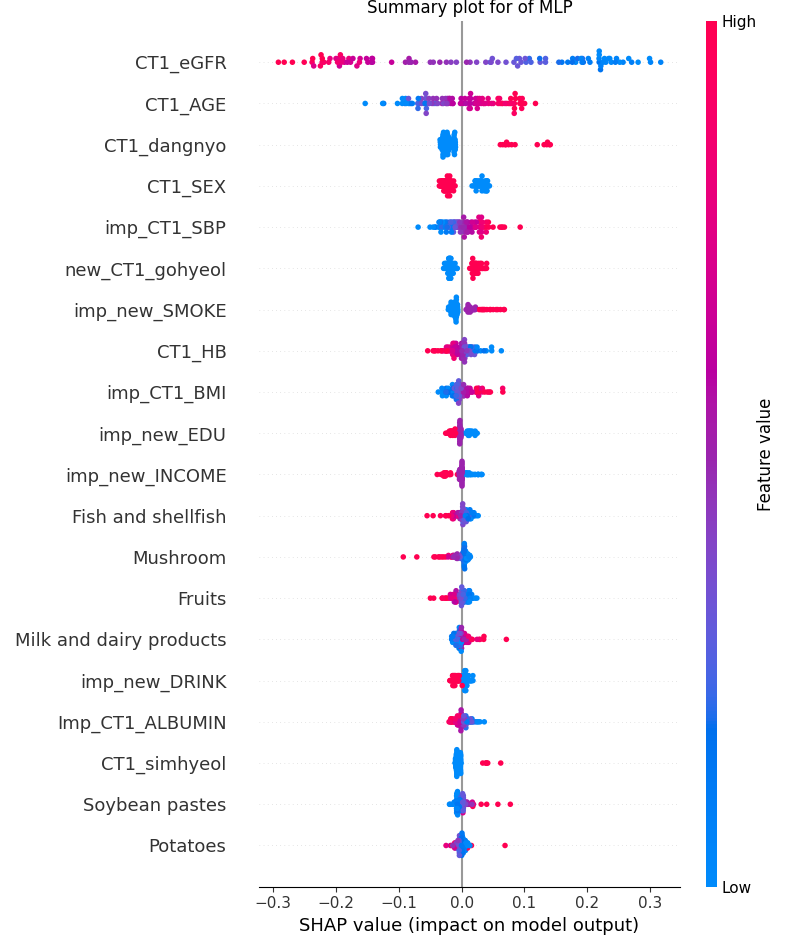 Summary plot for of MLP
High
CT1_eGFR
CT1_AGE
CT1_dangnyo
CT1_SEX
imp_CT1_SBP
new_CT1_gohyeol
imp_new_SMOKE
CT1_HB
imp_CT1_BMI
imp_new_EDU
imp_new_INCOME
Fish and shellfish
Mushroom
Fruits
Milk and dairy products
imp_new_DRINK
Imp_CT1_ALBUMIN
CT1_simhyeol
Soybean pastes
Potatoes
Feature value
Low
−0.3 −0.2 −0.1 0.0 0.1 0.2 0.3
SHAP value (impact on model output)